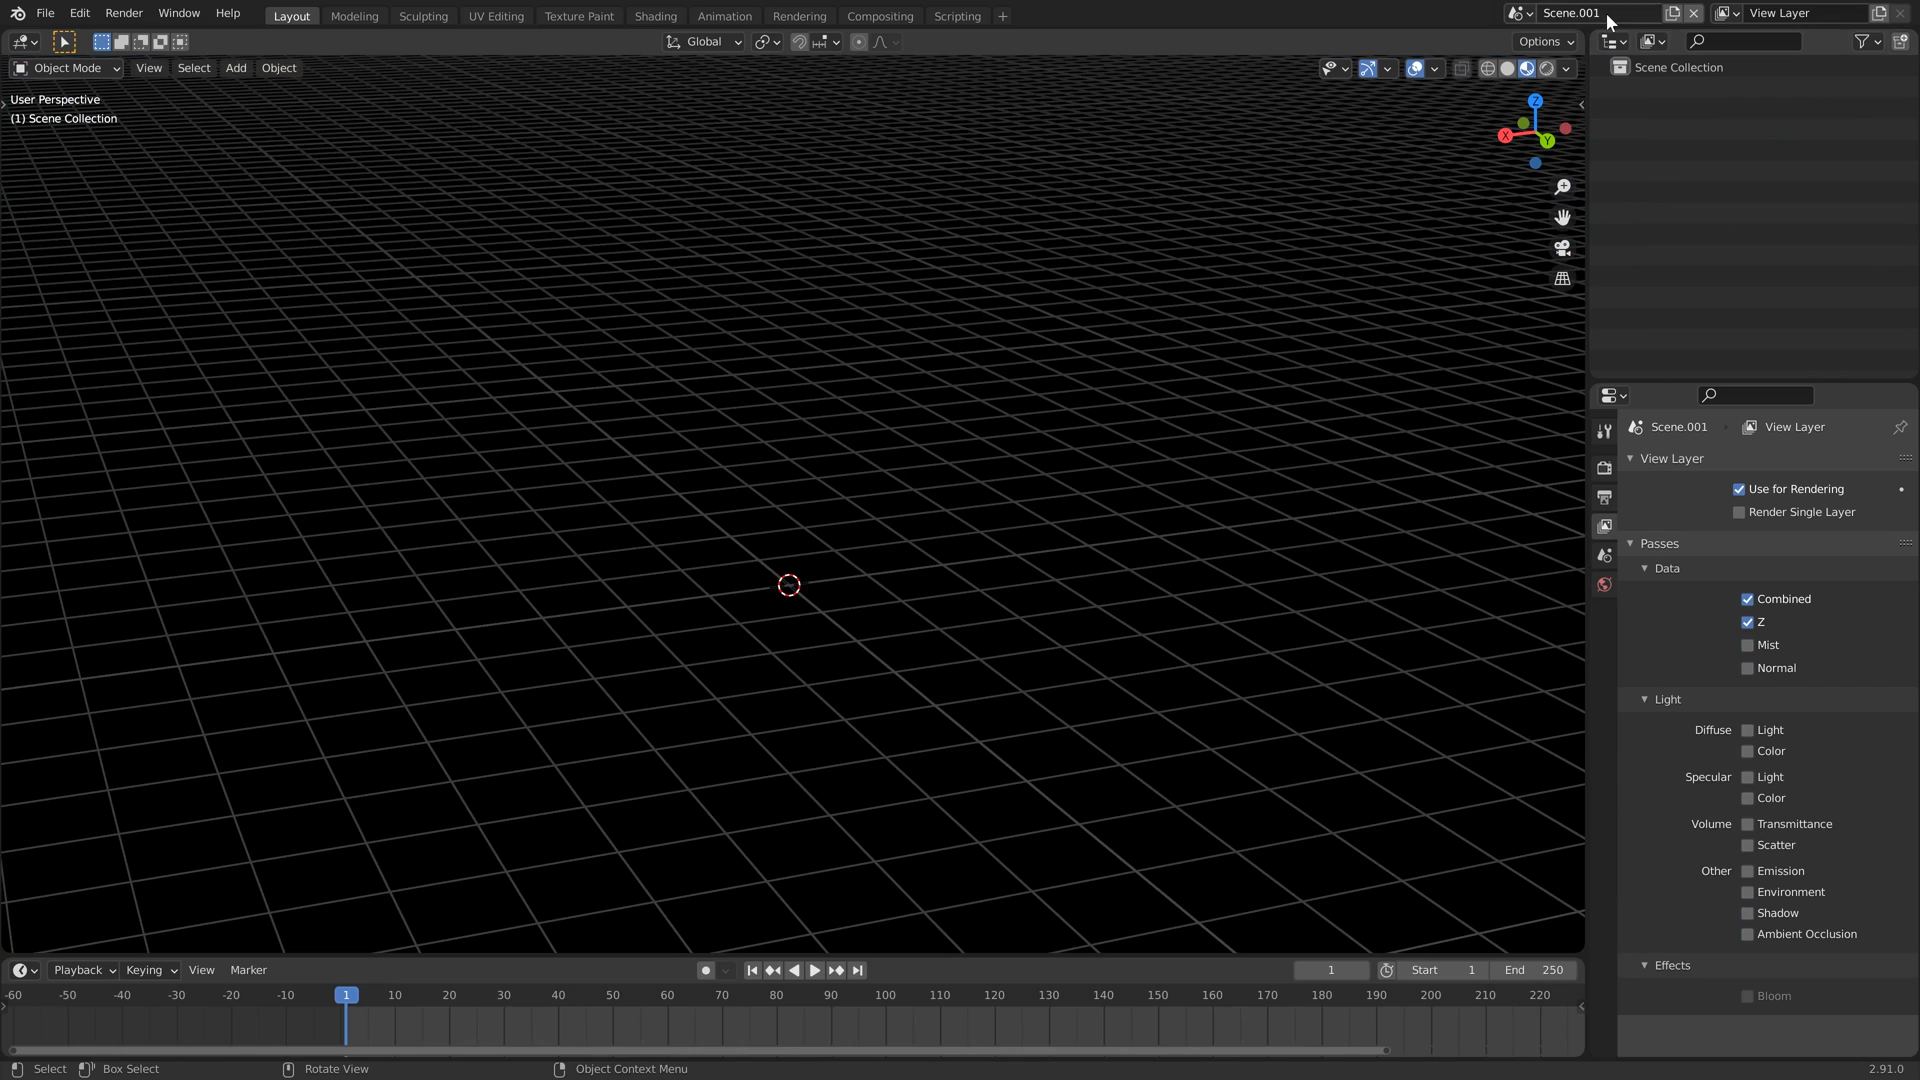 File Edit Render Window Help Layout Modeling Sculpting UV Editing Texture Paint Shading Animation Rendering Compositing Scripting + Scene.001 View Layer
Global Options
Object Mode View Select Add Object
User Perspective
(1) Scene Collection
Z
X
Y
Scene Collection
Scene.001 View Layer
View Layer
Use for Rendering
Render Single Layer
Passes
Data
Combined
Z
Mist
Normal
Light
Diffuse Light
Color
Specular Light
Color
Volume Transmittance
Scatter
Other Emission
Environment
Shadow
Ambient Occlusion
Effects
Bloom
Playback Keying View Marker 1 Start 1 End 250
-60 -50 -40 -30 -20 -10 1 10 20 30 40 50 60 70 80 90 100 110 120 130 140 150 160 170 180 190 200 210 220
Select Box Select Rotate View Object Context Menu 2.91.0